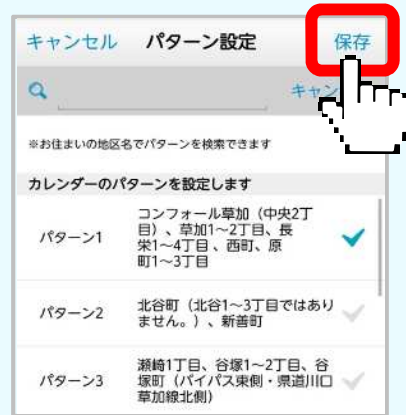 キャンセル パターン設定 保存
キャン
※お住まいの地区名でパターンを検索できます
カレンダーのパターンを設定します
コンフォール草加（中央2丁
目）、草加1～2丁目、長
パターン1
栄1～4丁目 、西町、原
町1～3丁目
北谷町（北谷1～3丁目ではあり
パターン2
ません。）、新善町
瀬崎1丁目、谷塚1～2丁目、谷
パターン3 塚町（バイパス東側・県道川口
草加線北側）